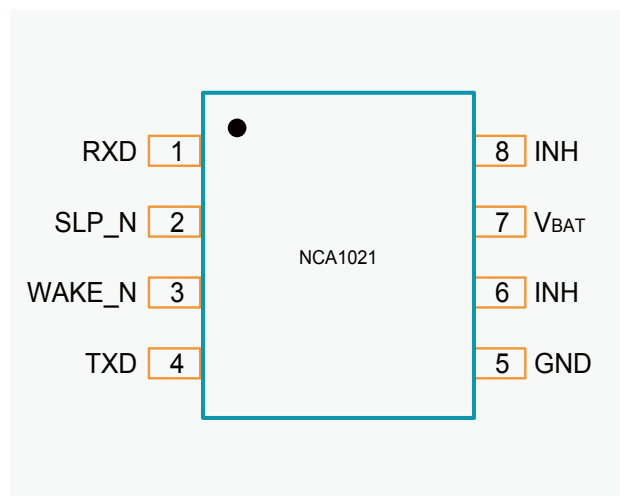 RXD 1 8 INH
SLP_N 2 7 VBAT
NCA1021
WAKE_N 3 6 INH
TXD 4 5 GND